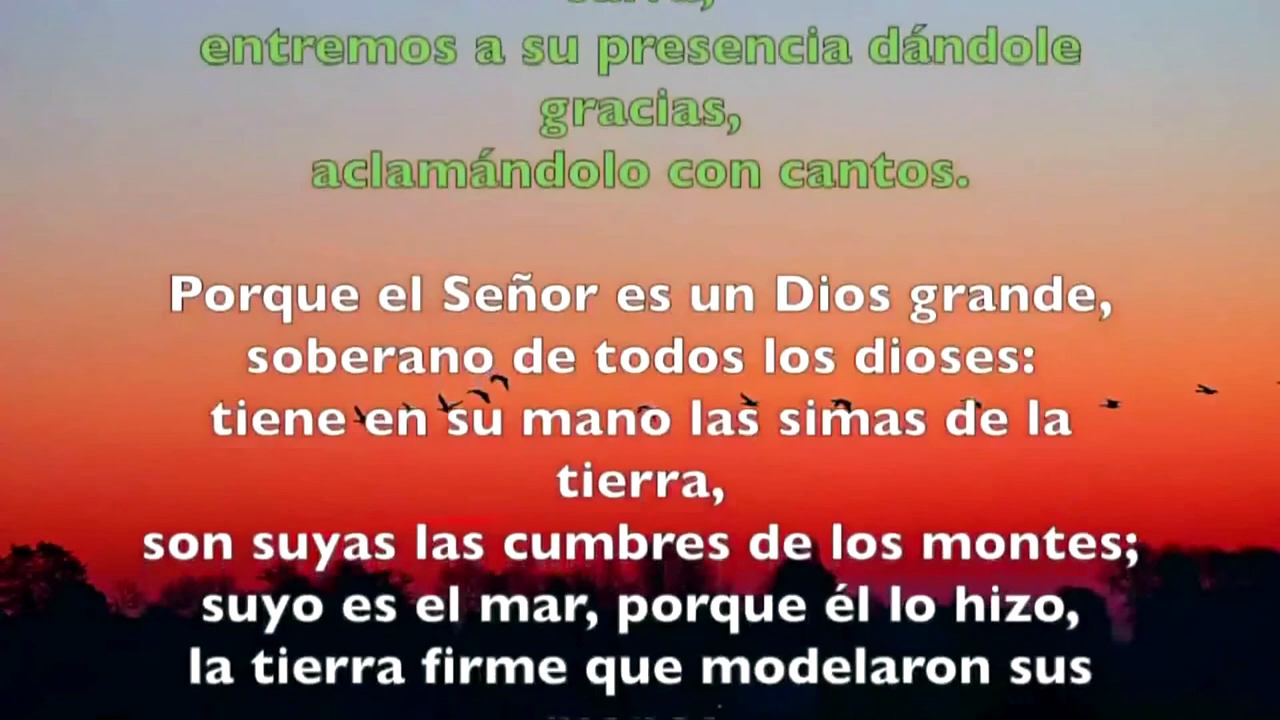 entremos a su presencia dándole
gracias,
aclamándolo con cantos.
Porque el Señor es un Dios grande,
soberano de todos los dioses:
tiene en su mano las simas de la
tierra,
son suyas las cumbres de los montes;
suyo es el mar, porque él lo hizo,
la tierra firme que modelaron sus